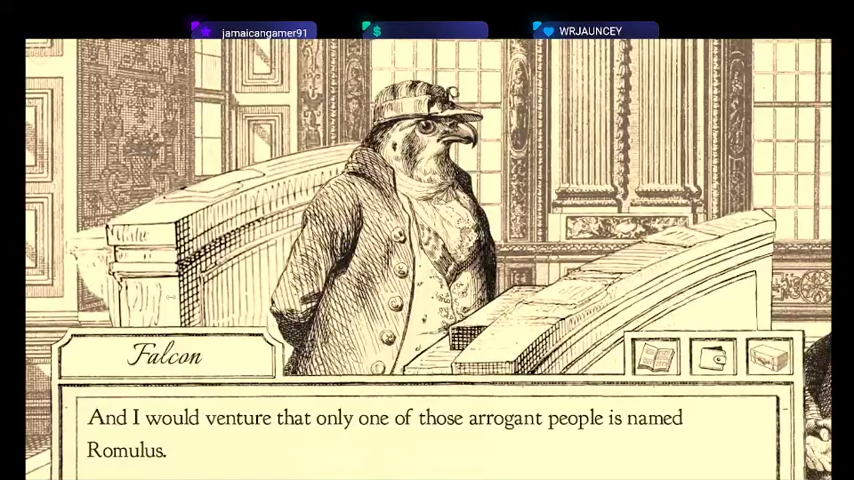 jamaicangamer91
$
WRJAUNCEY
Falcon
And I would venture that only one of those arrogant people is named
Romulus.